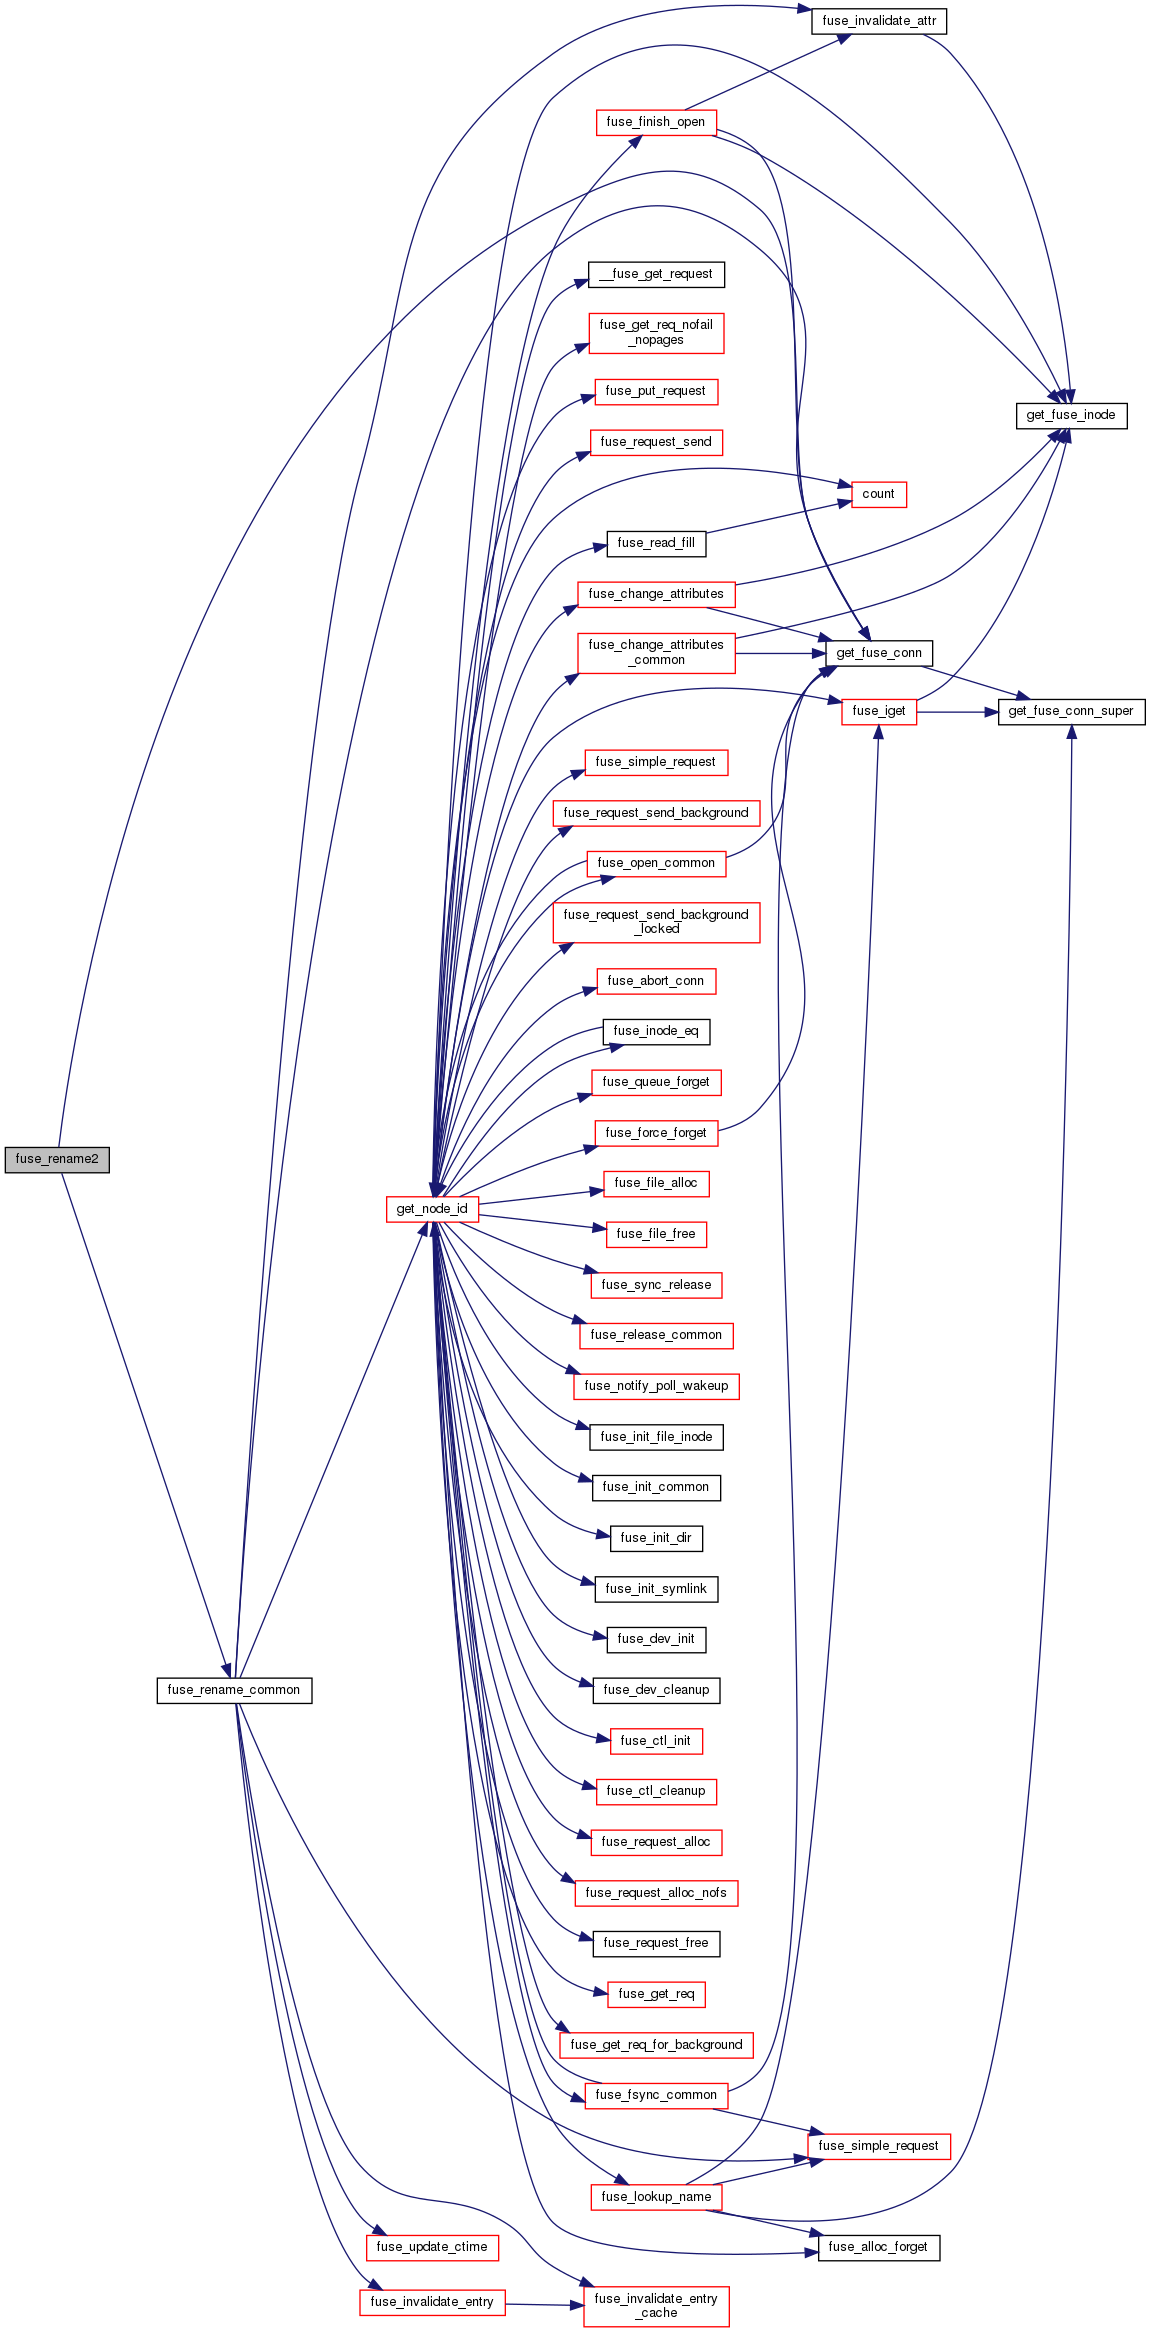 fuse_invalidate_attr
fuse_finish_open
__fuse_get_request
fuse_get_req_nofail
_nopages
fuse_put_request
get_fuse_inode
fuse_request_send
count
fuse_read_fill
fuse_change_attributes
fuse_change_attributes
_common
get_fuse_conn
fuse_iget
get_fuse_conn_super
fuse_simple_request
fuse_request_send_background
fuse_open_common
fuse_request_send_background
_locked
fuse_abort_conn
fuse_inode_eq
fuse_queue_forget
fuse_force_forget
fuse_rename2
fuse_file_alloc
get_node_id
fuse_file_free
fuse_sync_release
fuse_release_common
fuse_notify_poll_wakeup
fuse_init_file_inode
fuse_init_common
fuse_init_dir
fuse_init_symlink
fuse_dev_init
fuse_rename_common
fuse_dev_cleanup
fuse_ctl_init
fuse_ctl_cleanup
fuse_request_alloc
fuse_request_alloc_nofs
fuse_request_free
fuse_get_req
fuse_get_req_for_background
fuse_fsync_common
fuse_simple_request
fuse_lookup_name
fuse_update_ctime
fuse_alloc_forget
fuse_invalidate_entry
fuse_invalidate_entry
_cache